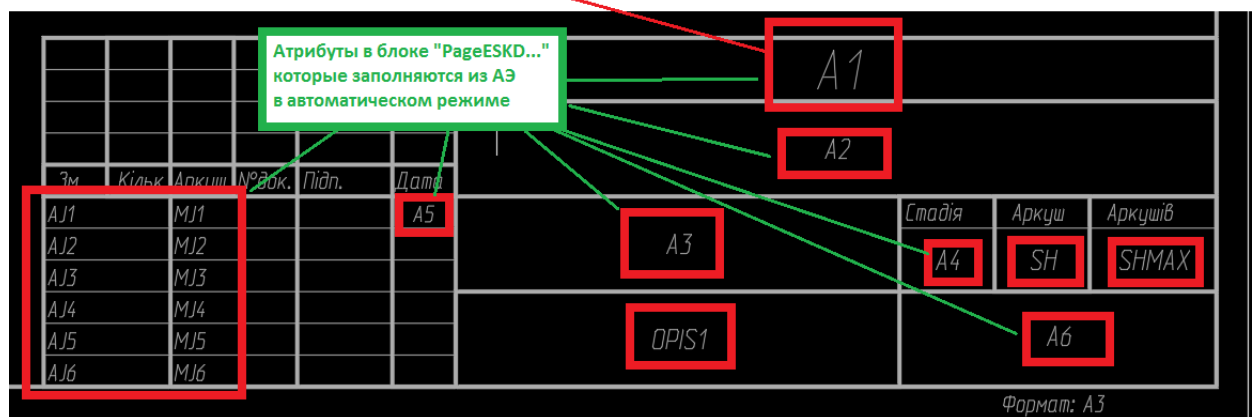 Атрибуты в блоке "PageESKD..."
которые заполняются из АЭ
в автоматическом режиме
A1
A2
Зм. Кільк Аркуш №док. Підп. Дата
AJ1 MJ1 A5
AJ2 MJ2
AJ3 MJ3
AJ4 MJ4
AJ5 MJ5
AJ6 MJ6
A3
Стадія Аркуш Аркушів
A4 SH SHMAX
OPIS1
A6
Формат: А3